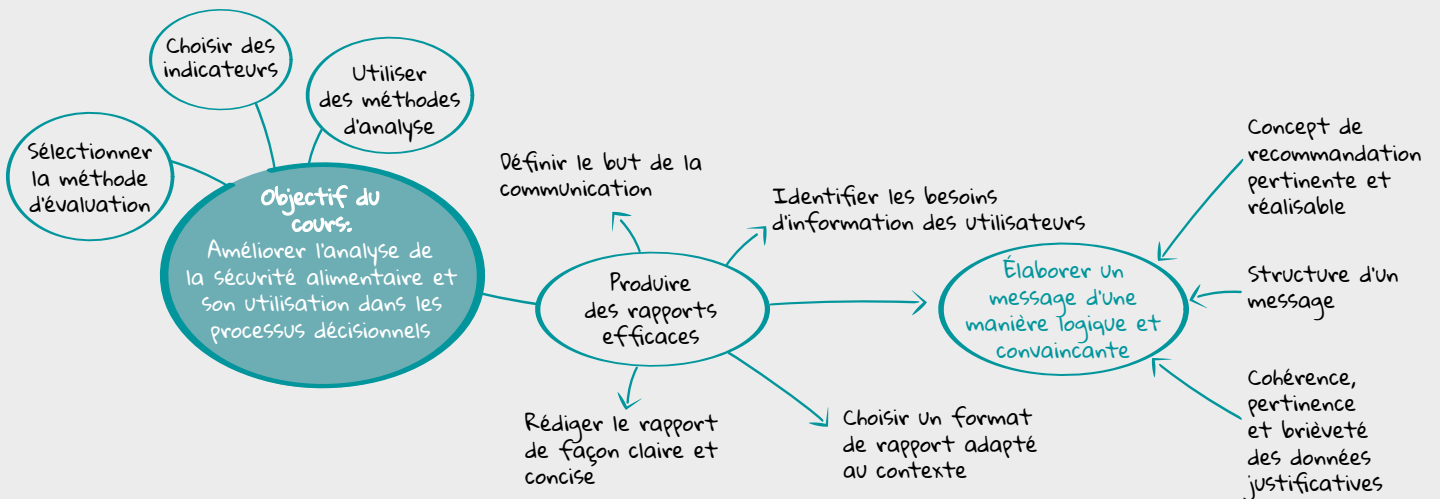 Choisir des
indicateurs
Utiliser
des méthodes
d'analyse
Sélectionner
la méthode
d'évaluation
Objectif du
cours:
Améliorer l'analyse de
la sécurité alimentaire et
son utilisation dans les
processus décisionnels
Définir le but de la
communication
Identifier les besoins
d'information des utilisateurs
Produire
des rapports
efficaces
Rédiger le rapport
de façon claire et
concise
Choisir un format
de rapport adapté
au contexte
Élaborer un
message d'une
manière logique et
convaincante
Concept de
recommandation
pertinente et
réalisable
Structure d'un
message
Cohérence,
pertinence
et brièveté
des données
justificatives